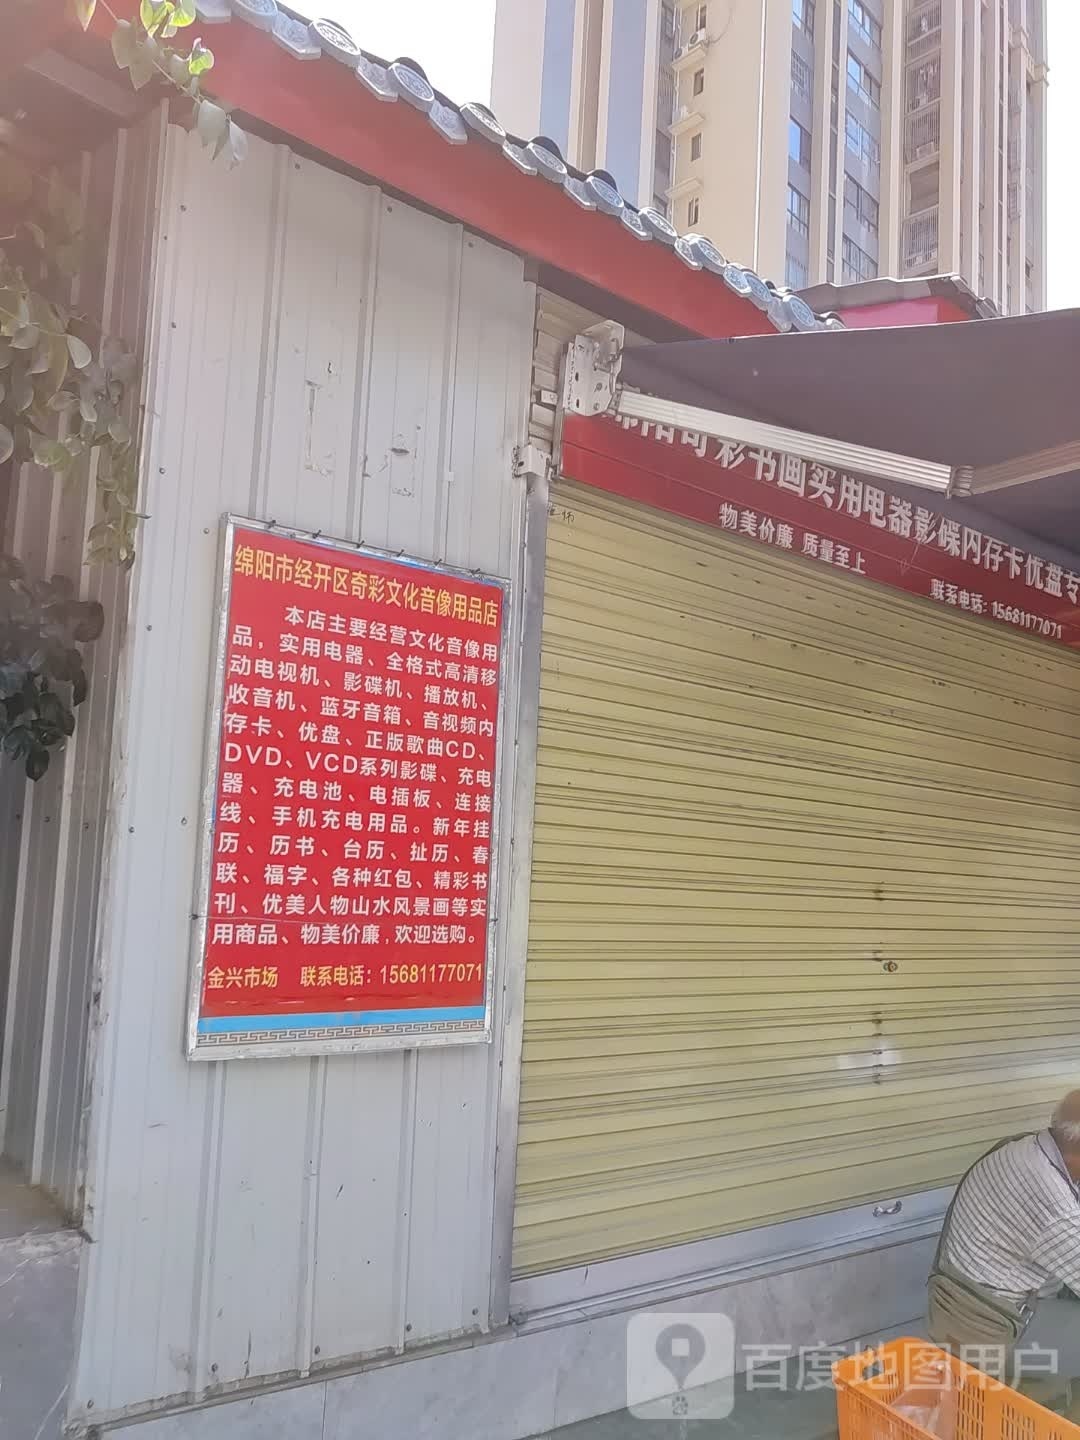 绵阳市经开区奇彩文化音像用品店
本店主要经营文化音像用
品，实用电器、全格式高清移
动电视机、影碟机、播放机、
收音机、蓝牙音箱、音视频内
存卡、优盘、正版歌曲CD、
DVD、VCD系列影碟、充电
器、充电池、电插板、连接
线、手机充电用品。新年挂
历、历书、台历、扯历、春
联、福字、各种红包、精彩书
刊、优美人物山水风景画等实
用商品、物美价廉,欢迎选购。
金兴市场 联系电话：15681177071
绵阳奇彩书画实用电器影碟内存卡优盘专
物美价廉 质量至上
联系电话：15681177071
百度地图用户